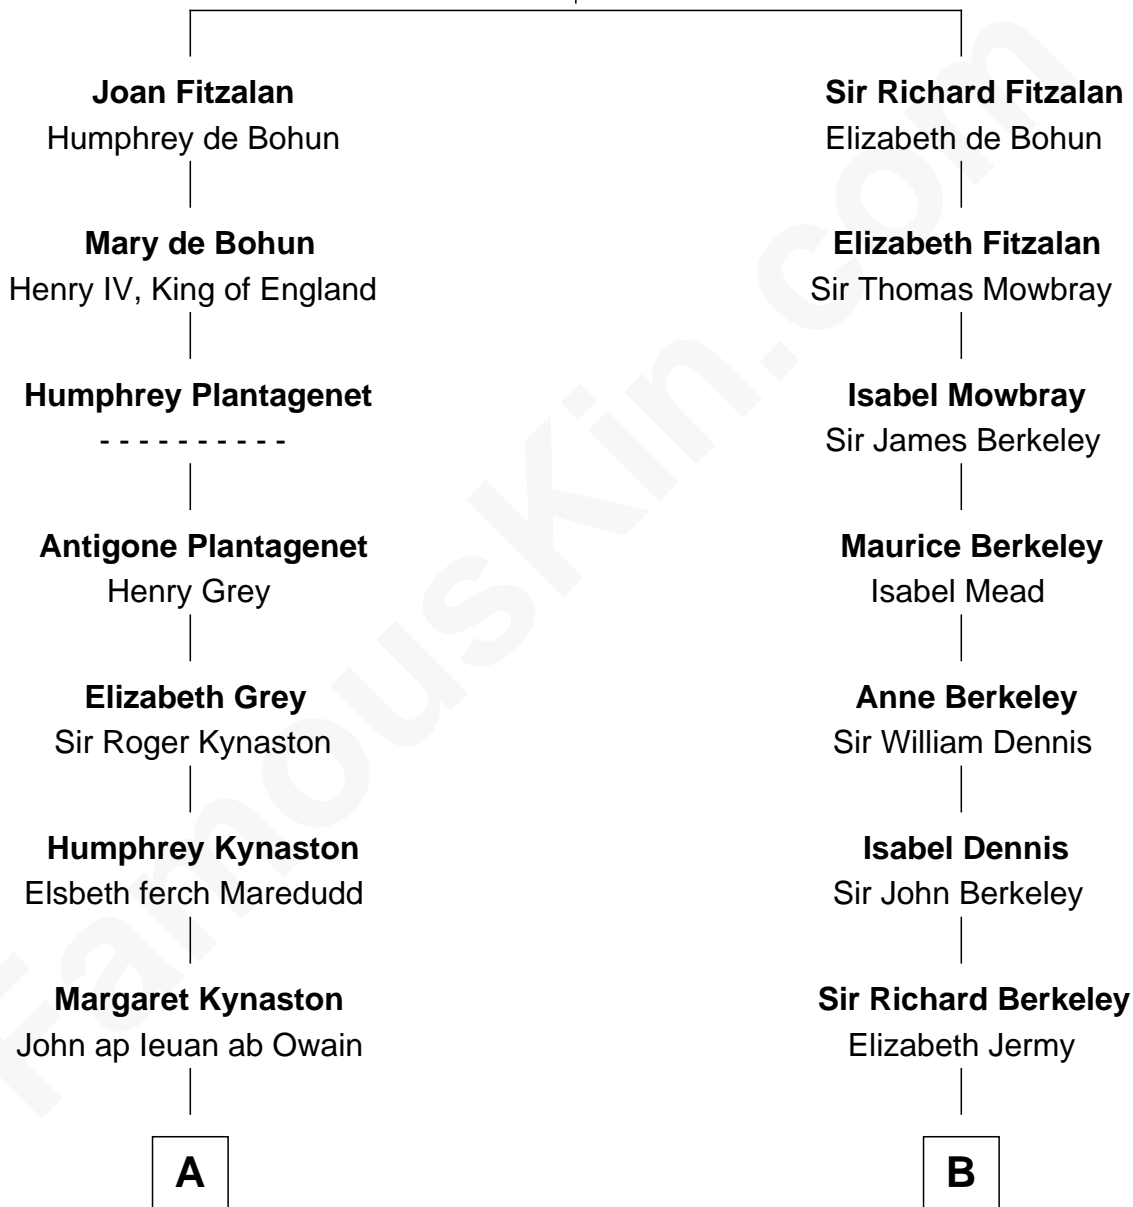 Joan Fitzalan
Humphrey de Bohun
Mary de Bohun
Henry IV, King of England
Humphrey Plantagenet
- - - - - - - - - -
Antigone Plantagenet
Henry Grey
Elizabeth Grey
Sir Roger Kynaston
Humphrey Kynaston
Elsbeth ferch Maredudd
Margaret Kynaston
John ap Ieuan ab Owain
A
Sir Richard Fitzalan
Elizabeth de Bohun
Elizabeth Fitzalan
Sir Thomas Mowbray
Isabel Mowbray
Sir James Berkeley
Maurice Berkeley
Isabel Mead
Anne Berkeley
Sir William Dennis
Isabel Dennis
Sir John Berkeley
Sir Richard Berkeley
Elizabeth Jermy
B
FamousKin.com